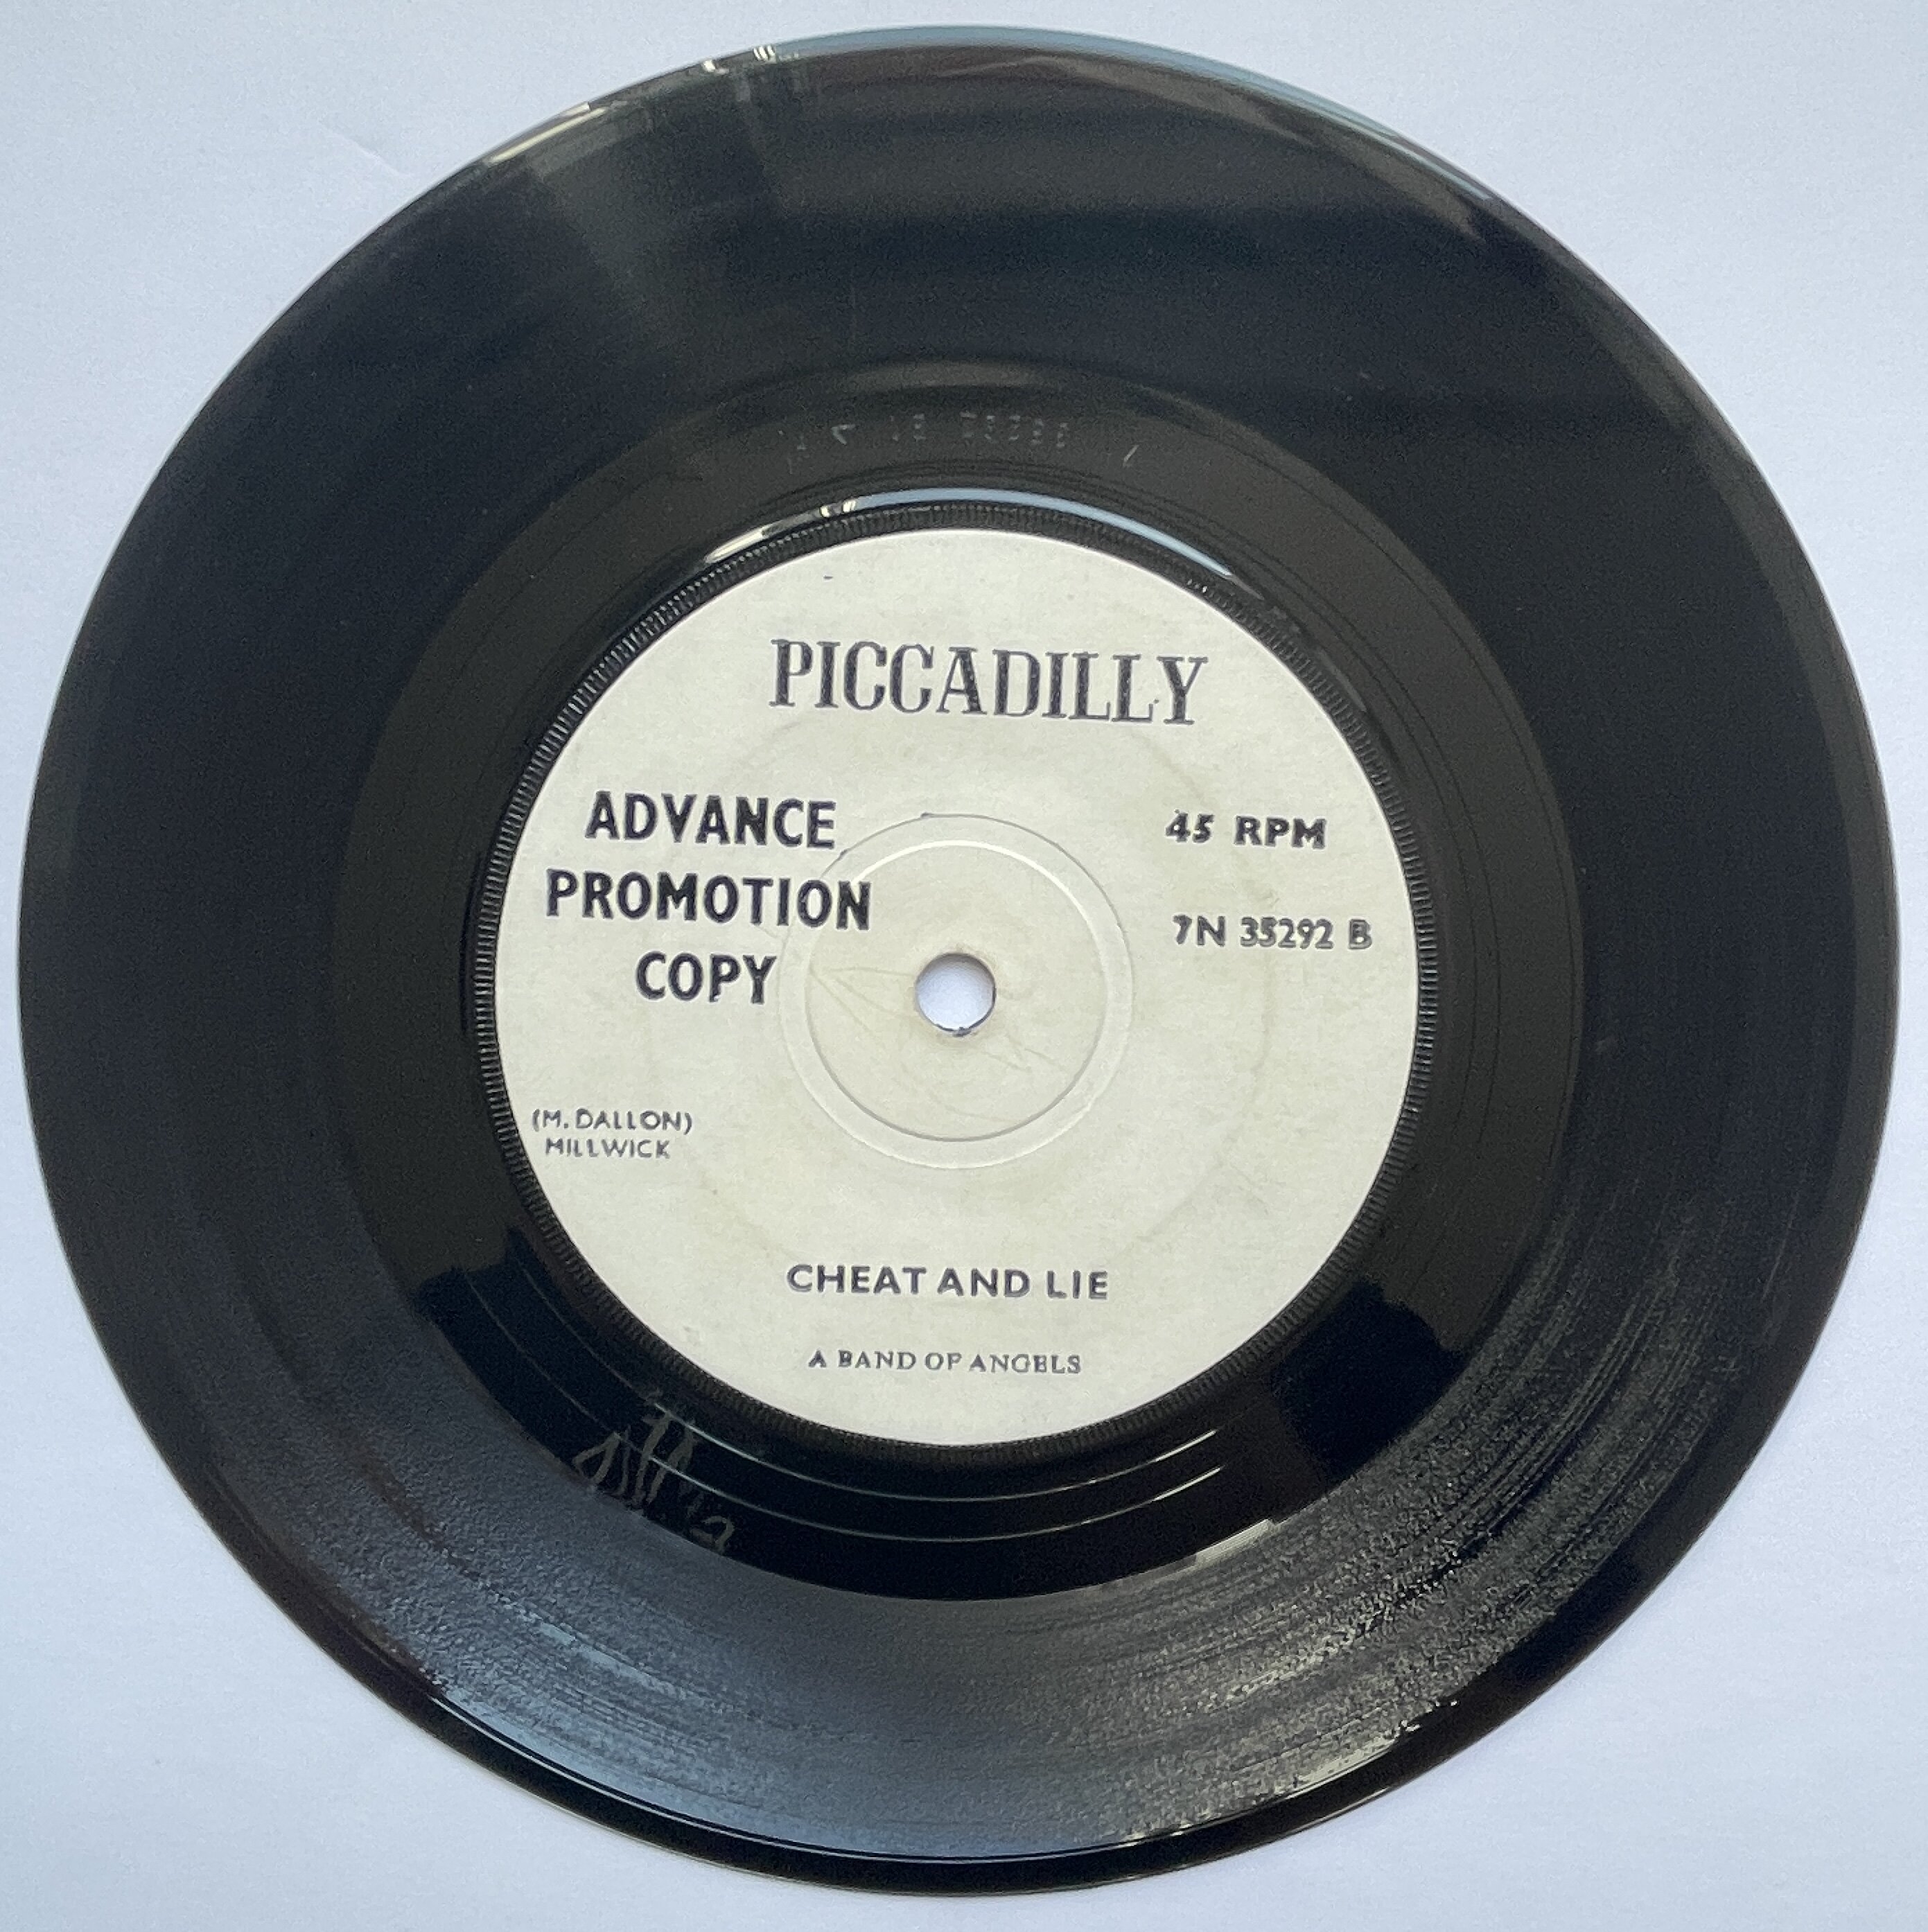 PICCADILLY
ADVANCE
PROMOTION
COPY
45 RPM
7N 35292 B
(M. DALLON)
MILLWICK
CHEAT AND LIE
A BAND OF ANGELS